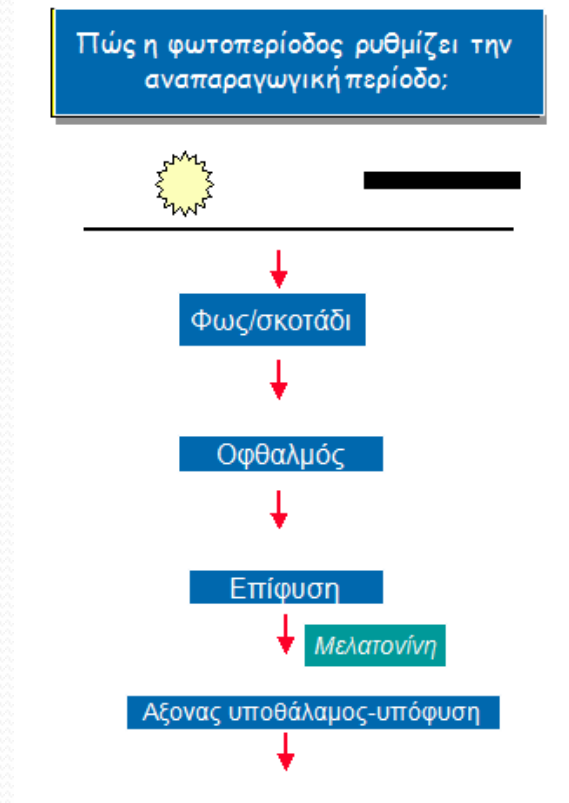 Πώς η φωτοπερίοδος ρυθμίζει την
αναπαραγωγική περίοδο;
Φως/σκοτάδι
Οφθαλμός
Επίφυση
Μελατονίνη
Αξονας υποθάλαμος-υπόφυση